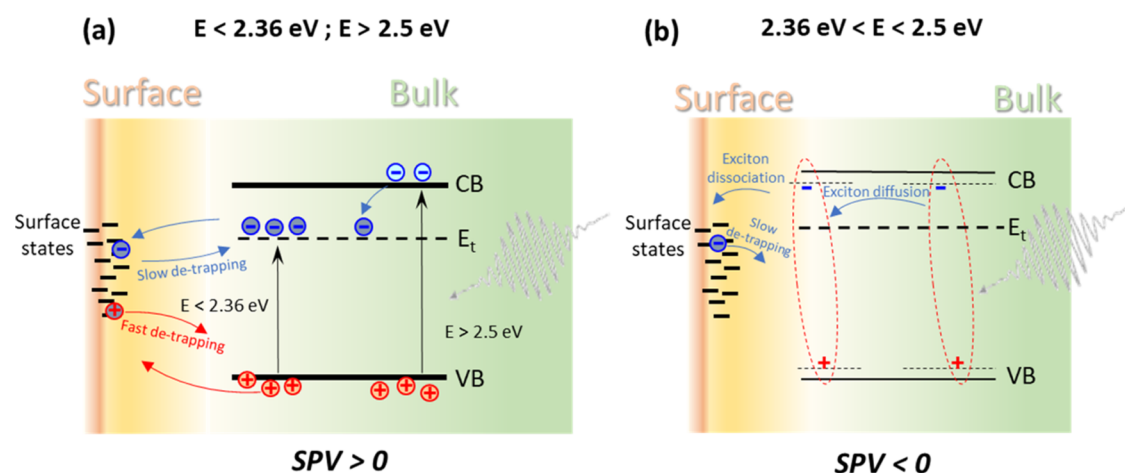 (a) E < 2.36 eV ; E > 2.5 eV
Surface Bulk
CB
Surface
states
Et
Slow de-trapping
E < 2.36 eV
Fast de-trapping
E > 2.5 eV
VB
SPV > 0
(b) 2.36 eV < E < 2.5 eV
Surface Bulk
Exciton
dissociation
CB
Exciton diffusion
Surface
states
Et
Slow
de-trapping
VB
SPV < 0